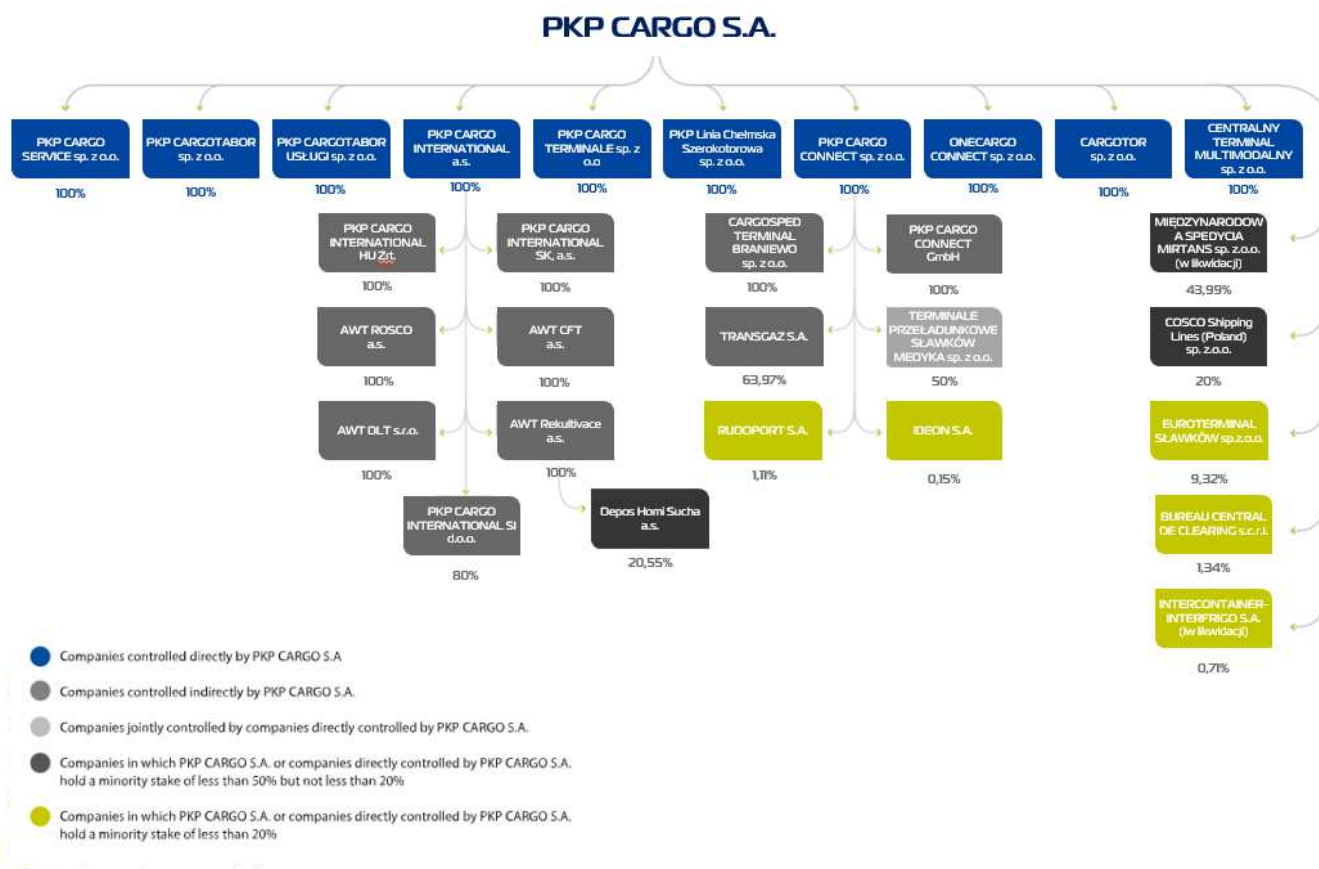 PKP CARGO S.A.
PKP CARGO
SERVICE sp. z o.o.
100%
PKP CARGOTABOR
sp. z o.o.
100%
PKP CARGOTABOR
USŁUGI sp. z o.o.
100%
PKP CARGO
INTERNATIONAL
a.s.
100%
PKP CARGO
TERMINALE sp. z
o.o
100%
PKP Linia Chełmska
Szerokotorowa
sp. z o.o.
100%
PKP CARGO
CONNECT sp. z o.o.
100%
ONECARGO
CONNECT sp. z o.o.
100%
CARGOTOR
sp. z o.o.
100%
CENTRALNY
TERMINAL
MULTIMODALNY
sp. z o.o.
100%
PKP CARGO
INTERNATIONAL
HU Zrt.
100%
PKP CARGO
INTERNATIONAL
SK, a.s.
100%
CARGOSPED
TERMINAL
BRANIEWO
sp. z o.o.
100%
PKP CARGO
CONNECT
GmbH
100%
MIĘDZYNARODOW
A SPEDYCJA
MIRTANS sp. z.o.o.
(w likwidacji)
43,99%
AWT ROSCO
a.s.
100%
AWT CFT
a.s.
100%
TRANSGAZ S.A.
63,97%
TERMINALE
PRZEŁADUNKOWE
SŁAWKÓW
MEDYKA sp. z o.o.
50%
COSCO Shipping
Lines (Poland)
sp. z.o.o.
20%
AWT DLT s.r.o.
100%
AWT Rekultivace
a.s.
100%
RUDOPORT S.A.
1,11%
IDEON S.A.
0,15%
EUROTERMINAL
SŁAWKÓW sp.z.o.o.
9,32%
PKP CARGO
INTERNATIONAL SI
d.o.o.
80%
Depos Horni Sucha
a.s.
20,55%
BUREAU CENTRAL
DE CLEARING s.c.r.l.
1,34%
INTERCONTAINER-
INTERFRIGO S.A.
(iw likwidacji)
0,71%
Companies controlled directly by PKP CARGO S.A
Companies controlled indirectly by PKP CARGO S.A.
Companies jointly controlled by companies directly controlled by PKP CARGO S.A.
Companies in which PKP CARGO S.A. or companies directly controlled by PKP CARGO S.A.
hold a minority stake of less than 50% but not less than 20%
Companies in which PKP CARGO S.A. or companies directly controlled by PKP CARGO S.A.
hold a minority stake of less than 20%